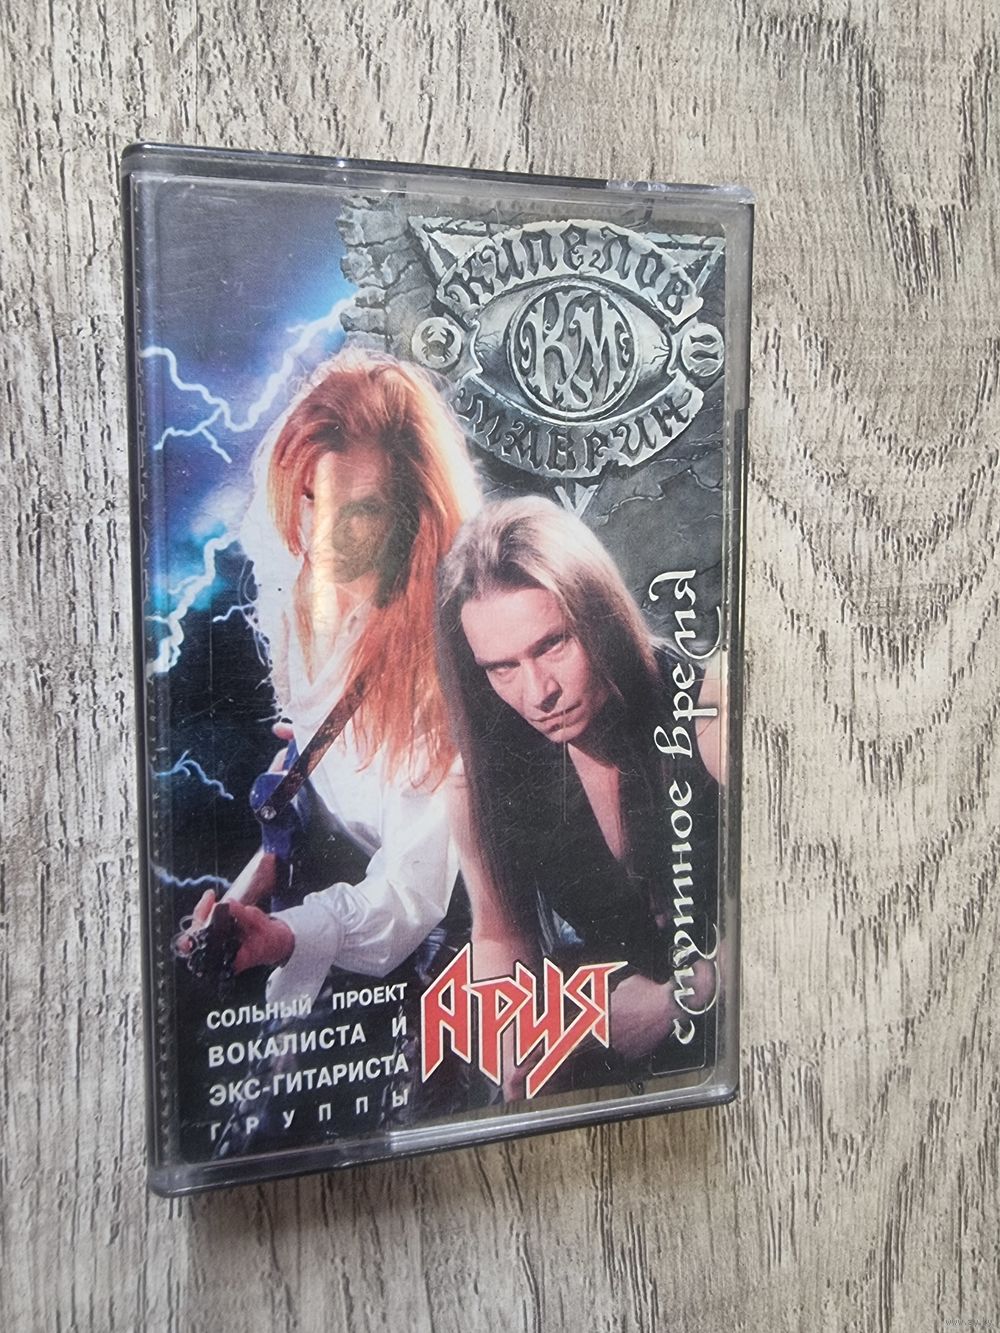 КИПЕЛОВ
КМ
МАВРИН
Смутное Время
СОЛЬНЫЙ ПРОЕКТ
ВОКАЛИСТА И
ЭКС-ГИТАРИСТА
ГРУППЫ
АРИЯ